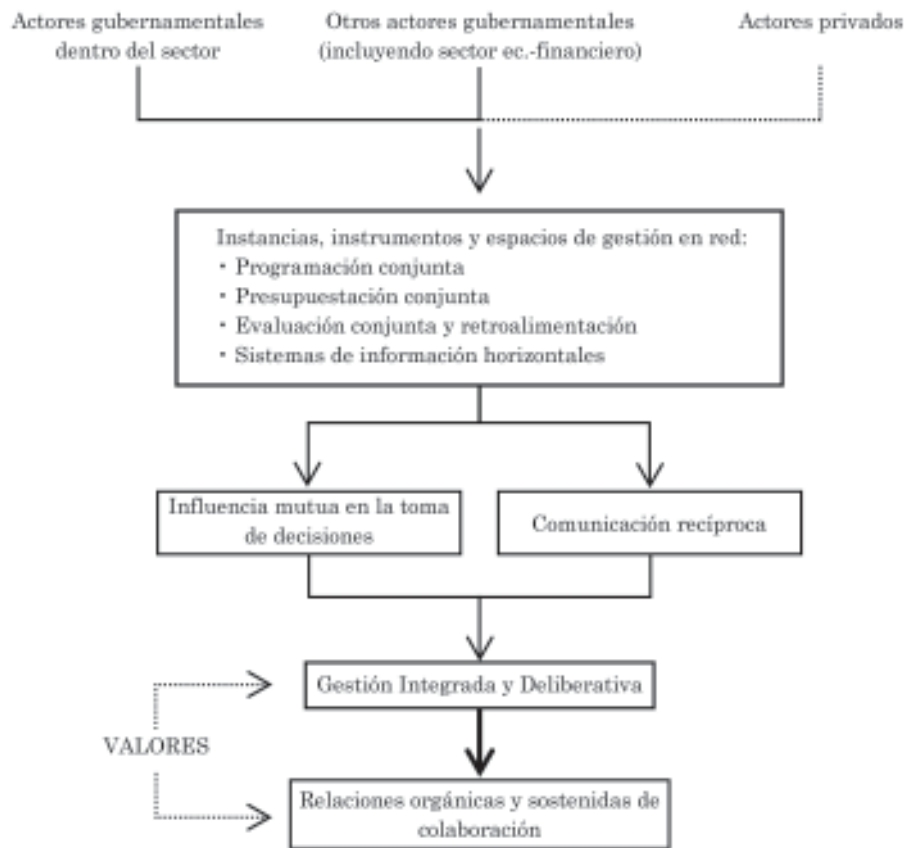 Actores gubernamentales
dentro del sector
Otros actores gubernamentales
(incluyendo sector ec.-financiero)
Actores privados
Instancias, instrumentos y espacios de gestión en red:
• Programación conjunta
• Presupuestación conjunta
• Evaluación conjunta y retroalimentación
• Sistemas de información horizontales
Influencia mutua en la toma
de decisiones
Comunicación recíproca
Gestión Integrada y Deliberativa
VALORES
Relaciones orgánicas y sostenidas de
colaboración